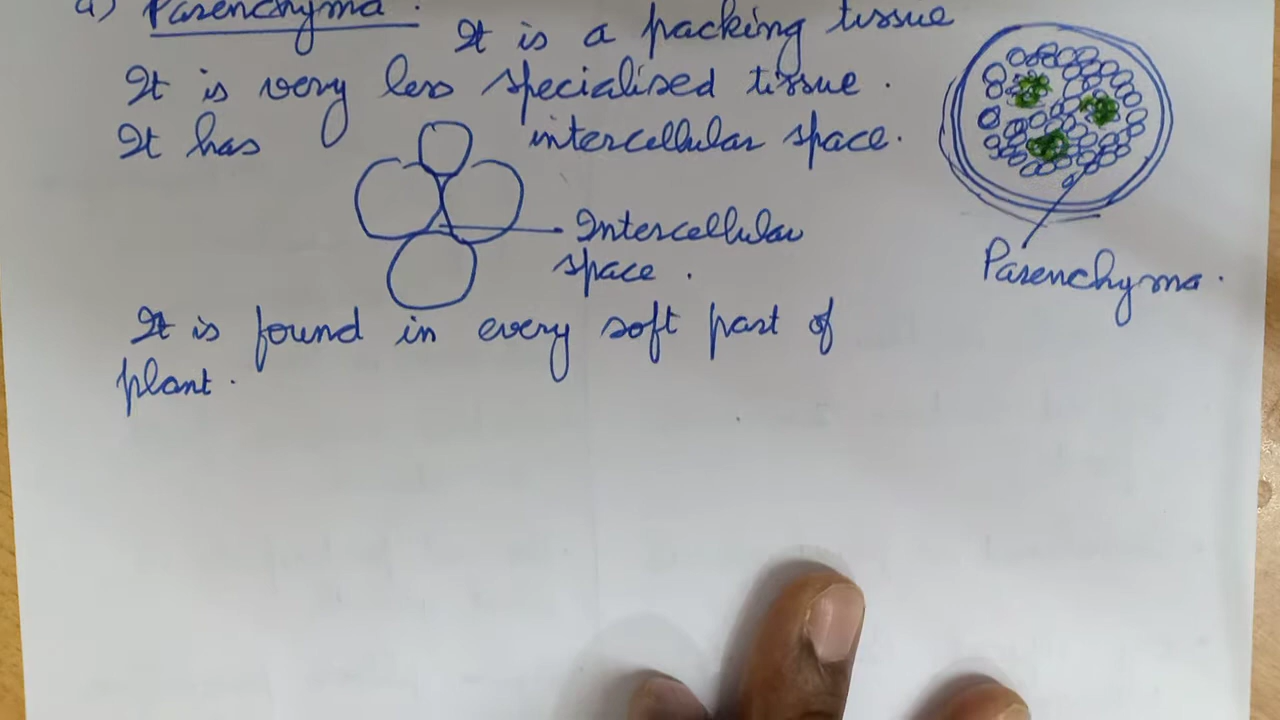 a) Parenchyma :
It is a packing tissue
It is very less specialised tissue.
It has intercellular space.
Intercellular
space.
Parenchyma.
It is found in every soft part of
plant.